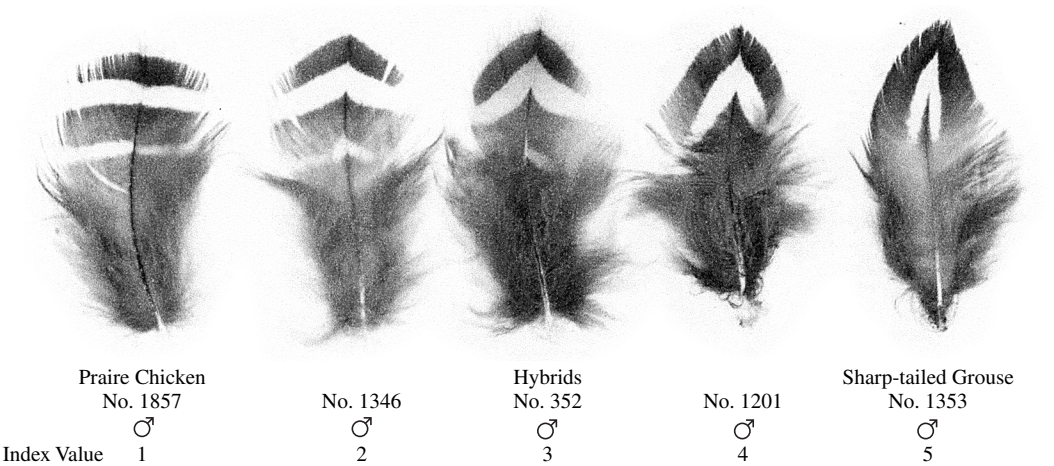 Praire Chicken Hybrids Sharp-tailed Grouse
No. 1857 No. 1346 No. 352 No. 1201 No. 1353
♂ ♂ ♂ ♂ ♂
Index Value 1 2 3 4 5